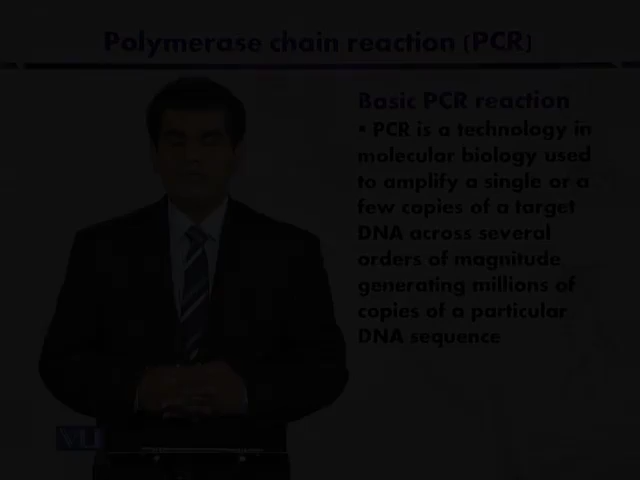 Polymerase chain reaction (PCR)
Basic PCR reaction
• PCR is a technology in
molecular biology used
to amplify a single or a
few copies of a target
DNA across several
orders of magnitude
generating millions of
copies of a particular
DNA sequence
VU